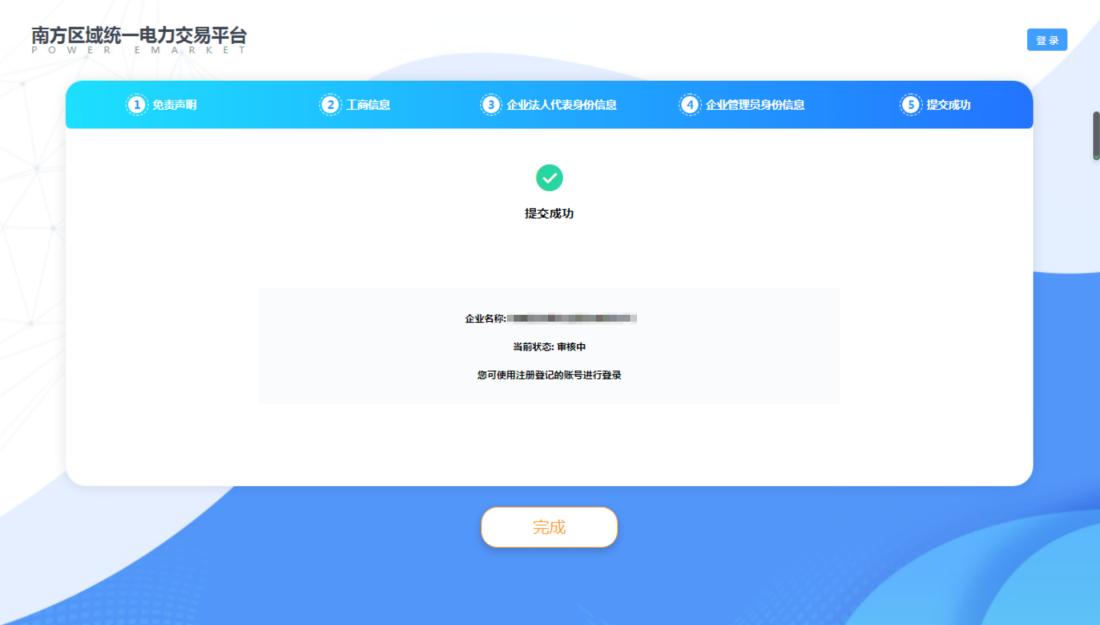 南方区域统一电力交易平台
POWER EMARKET
登录
1 免责声明
2 工商信息
3 企业法人代表身份信息
4 企业管理员身份信息
5 提交成功
提交成功
企业名称:
当前状态: 审核中
您可使用注册登记的账号进行登录
完成